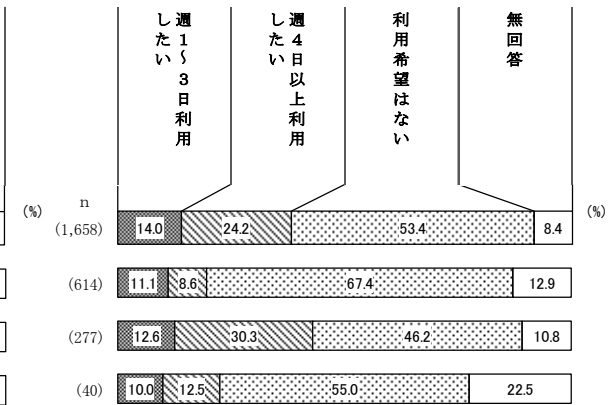 週1～3日利用
したい
週4日以上利用
したい
利用希望はない
無回答
(%) n (%)
(1,658) 14.0 24.2 53.4 8.4
(614) 11.1 8.6 67.4 12.9
(277) 12.6 30.3 46.2 10.8
(40) 10.0 12.5 55.0 22.5